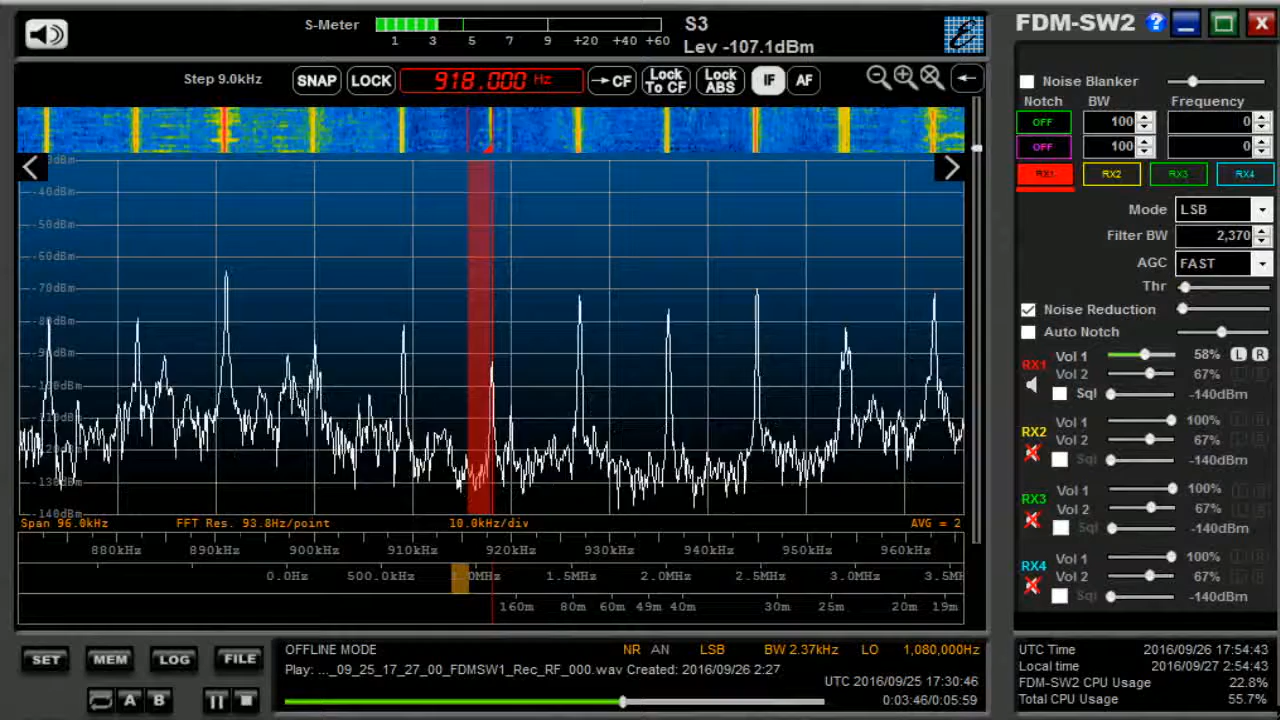 S-Meter
1 3 5 7 9 +20 +40 +60
S3
Lev -107.1dBm
FDM-SW2
?
X
Step 9.0kHz
SNAP
LOCK
918.000 Hz
→CF
Lock To CF
Lock ABS
IF
AF
-40dBm
-50dBm
-60dBm
-70dBm
-80dBm
-90dBm
-100dBm
-110dBm
-120dBm
-130dBm
-140dBm
Span 96.0kHz FFT Res. 93.8Hz/point 10.0kHz/div AVG = 2
880kHz 890kHz 900kHz 910kHz 920kHz 930kHz 940kHz 950kHz 960kHz
0.0Hz 500.0kHz 1.0MHz 1.5MHz 2.0MHz 2.5MHz 3.0MHz 3.5MH
160m 80m 60m 49m 40m 30m 25m 20m 19m
SET
MEM
LOG
FILE
A
B
OFFLINE MODE NR AN LSB BW 2.37kHz LO 1,080,000Hz
Play: ..._09_25_17_27_00_FDMSW1_Rec_RF_000.wav Created: 2016/09/26 2:27
UTC 2016/09/25 17:30:46
0:03:46/0:05:59
Noise Blanker
Notch BW Frequency
OFF 100 0
OFF 100 0
RX1 RX2 RX3 RX4
Mode LSB
Filter BW 2,370
AGC FAST
Thr
Noise Reduction
Auto Notch
RX1
Vol 1 58% L R
Vol 2 67% L R
Sql -140dBm
RX2
Vol 1 100% L R
Vol 2 67% L R
Sql -140dBm
RX3
Vol 1 100% L R
Vol 2 67% L R
Sql -140dBm
RX4
Vol 1 100% L R
Vol 2 67% L R
Sql -140dBm
UTC Time 2016/09/26 17:54:43
Local time 2016/09/27 2:54:43
FDM-SW2 CPU Usage 22.8%
Total CPU Usage 55.7%